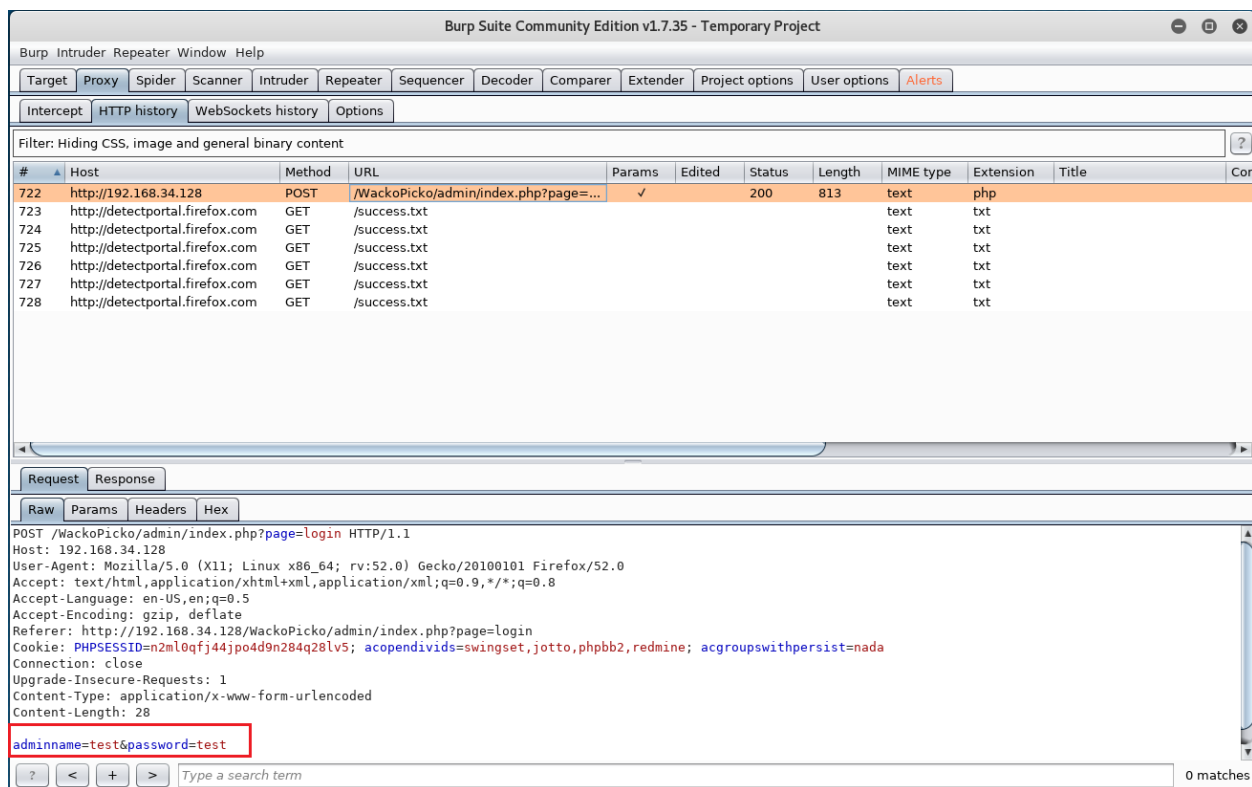 Burp Suite Community Edition v1.7.35 - Temporary Project
Burp Intruder Repeater Window Help
Target Proxy Spider Scanner Intruder Repeater Sequencer Decoder Comparer Extender Project options User options Alerts
Intercept HTTP history WebSockets history Options
Filter: Hiding CSS, image and general binary content ?
# Host Method URL Params Edited Status Length MIME type Extension Title Cor
722 http://192.168.34.128 POST /WackoPicko/admin/index.php?page=... ✓ 200 813 text php
723 http://detectportal.firefox.com GET /success.txt text txt
724 http://detectportal.firefox.com GET /success.txt text txt
725 http://detectportal.firefox.com GET /success.txt text txt
726 http://detectportal.firefox.com GET /success.txt text txt
727 http://detectportal.firefox.com GET /success.txt text txt
728 http://detectportal.firefox.com GET /success.txt text txt
Request Response
Raw Params Headers Hex
POST /WackoPicko/admin/index.php?page=login HTTP/1.1
Host: 192.168.34.128
User-Agent: Mozilla/5.0 (X11; Linux x86_64; rv:52.0) Gecko/20100101 Firefox/52.0
Accept: text/html,application/xhtml+xml,application/xml;q=0.9,*/*;q=0.8
Accept-Language: en-US,en;q=0.5
Accept-Encoding: gzip, deflate
Referer: http://192.168.34.128/WackoPicko/admin/index.php?page=login
Cookie: PHPSESSID=n2ml0qfj44jpo4d9n284q28lv5; acopendivids=swingset,jotto,phpbb2,redmine; acgroupswithpersist=nada
Connection: close
Upgrade-Insecure-Requests: 1
Content-Type: application/x-www-form-urlencoded
Content-Length: 28
adminname=test&password=test
? < + > Type a search term 0 matches